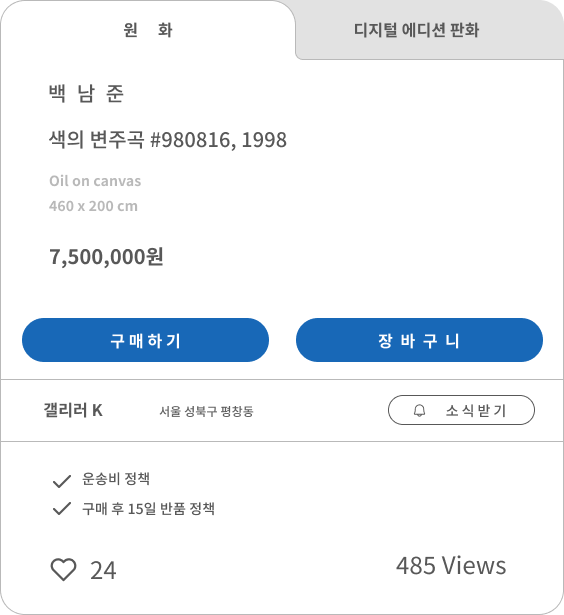 원 화
디지털 에디션 판화
백 남 준
색의 변주곡 #980816, 1998
Oil on canvas
460 x 200 cm
7,500,000원
구매하기
장 바 구 니
갤리러 K
서울 성북구 평창동
소식받기
운송비 정책
구매 후 15일 반품 정책
24
485 Views